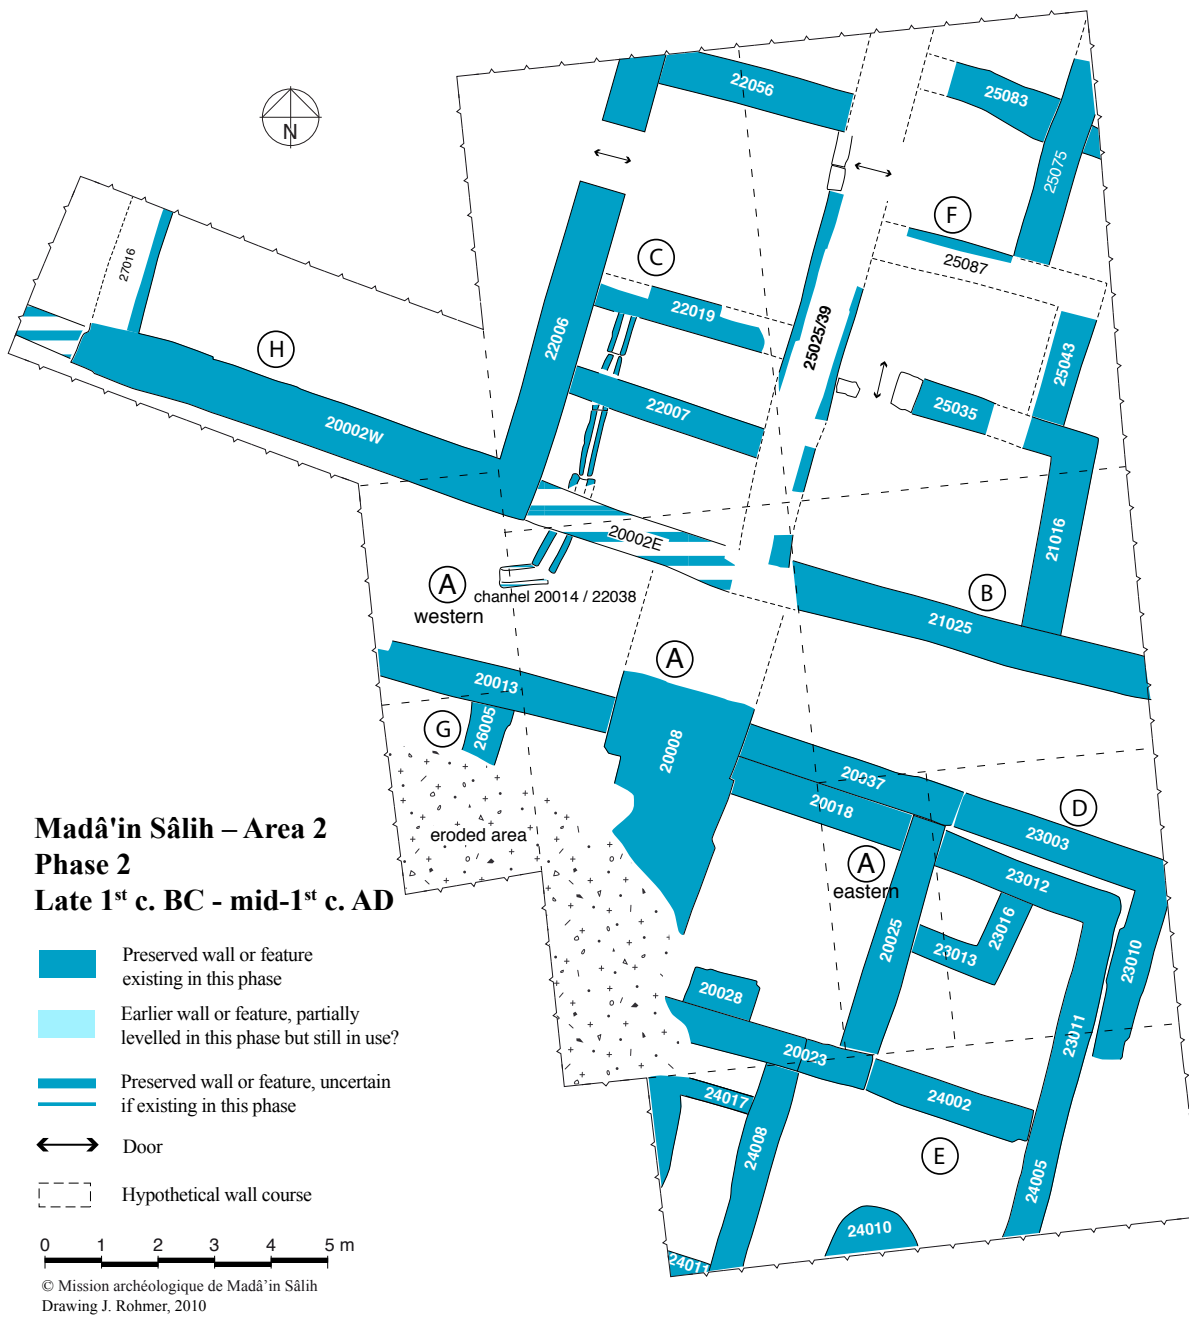 22056
25083
25075
N
F
C
25087
27016
22019
22006
25025/39
H
25043
22007
25035
20002W
21016
20002E
A
western
channel 20014 / 22038
B
21025
A
20013
G
26005
20008
20037
D
20018
23003
eroded area
A
eastern
23012
20025
23016
23013
23010
20028
23011
20023
24017
24002
24008
E
24005
24010
24011
Madâ'in Sâlih – Area 2
Phase 2
Late 1st c. BC - mid-1st c. AD
Preserved wall or feature
existing in this phase
Earlier wall or feature, partially
levelled in this phase but still in use?
Preserved wall or feature, uncertain
if existing in this phase
Door
Hypothetical wall course
0 1 2 3 4 5 m
© Mission archéologique de Madâ'in Sâlih
Drawing J. Rohmer, 2010